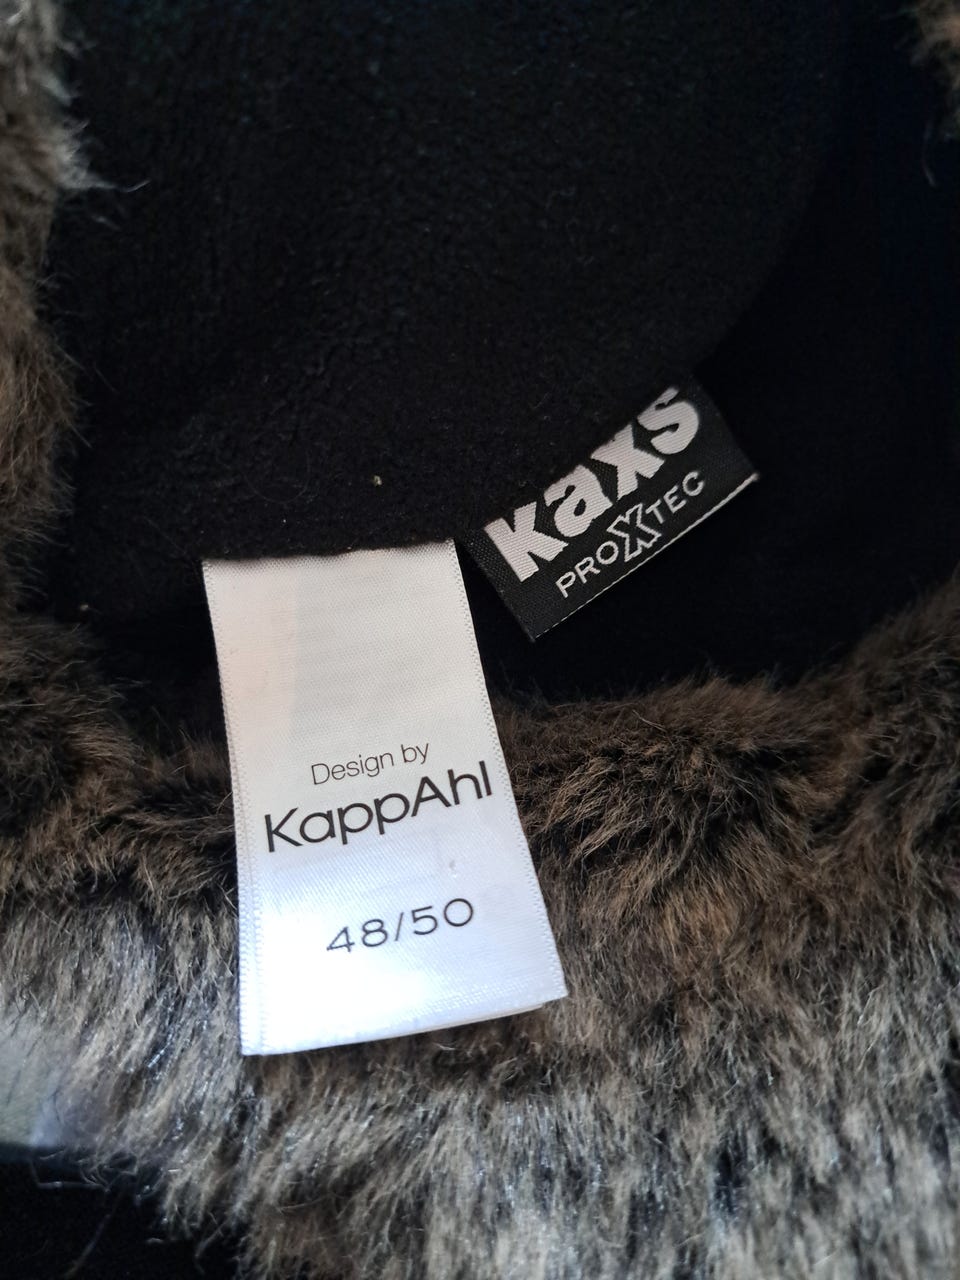 kaxs
PROXTEC
Design by
KappAhl
48/50